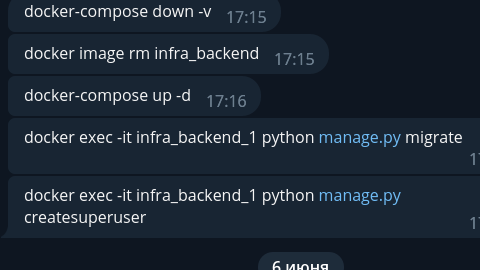 docker-compose down -v 17:15
docker image rm infra_backend 17:15
docker-compose up -d 17:16
docker exec -it infra_backend_1 python manage.py migrate
docker exec -it infra_backend_1 python manage.py
createsuperuser
6 июня